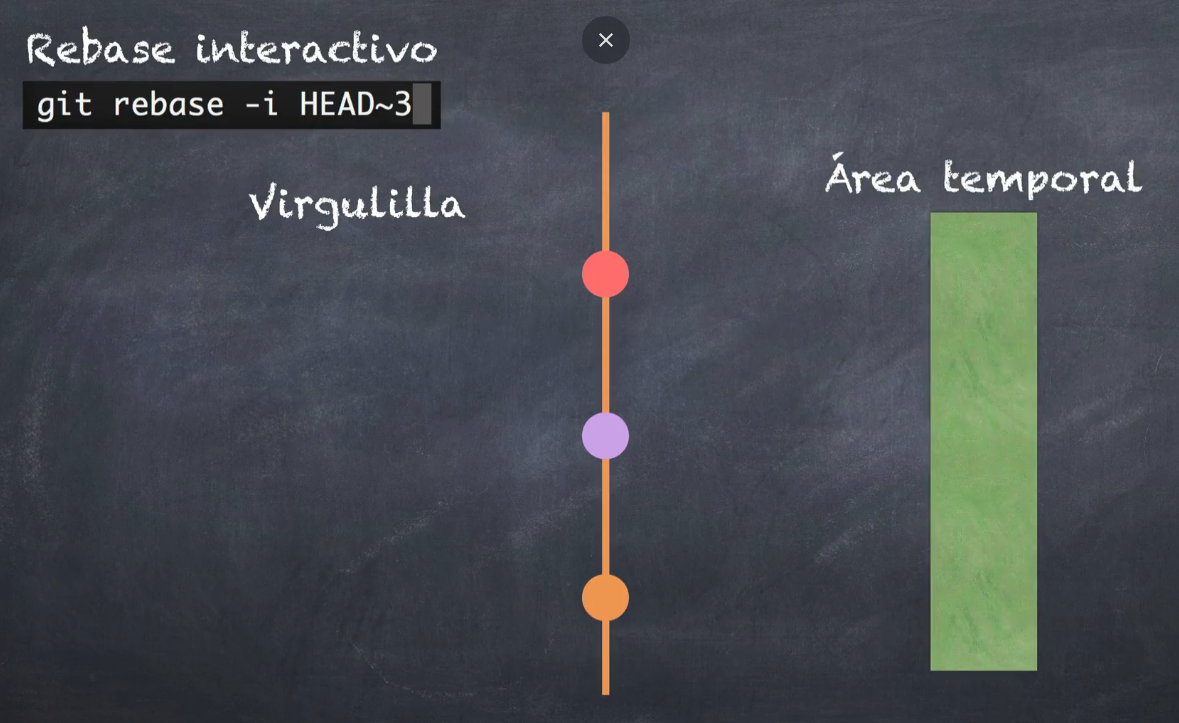 Rebase interactivo
git rebase -i HEAD~3
Virgulilla
Área temporal